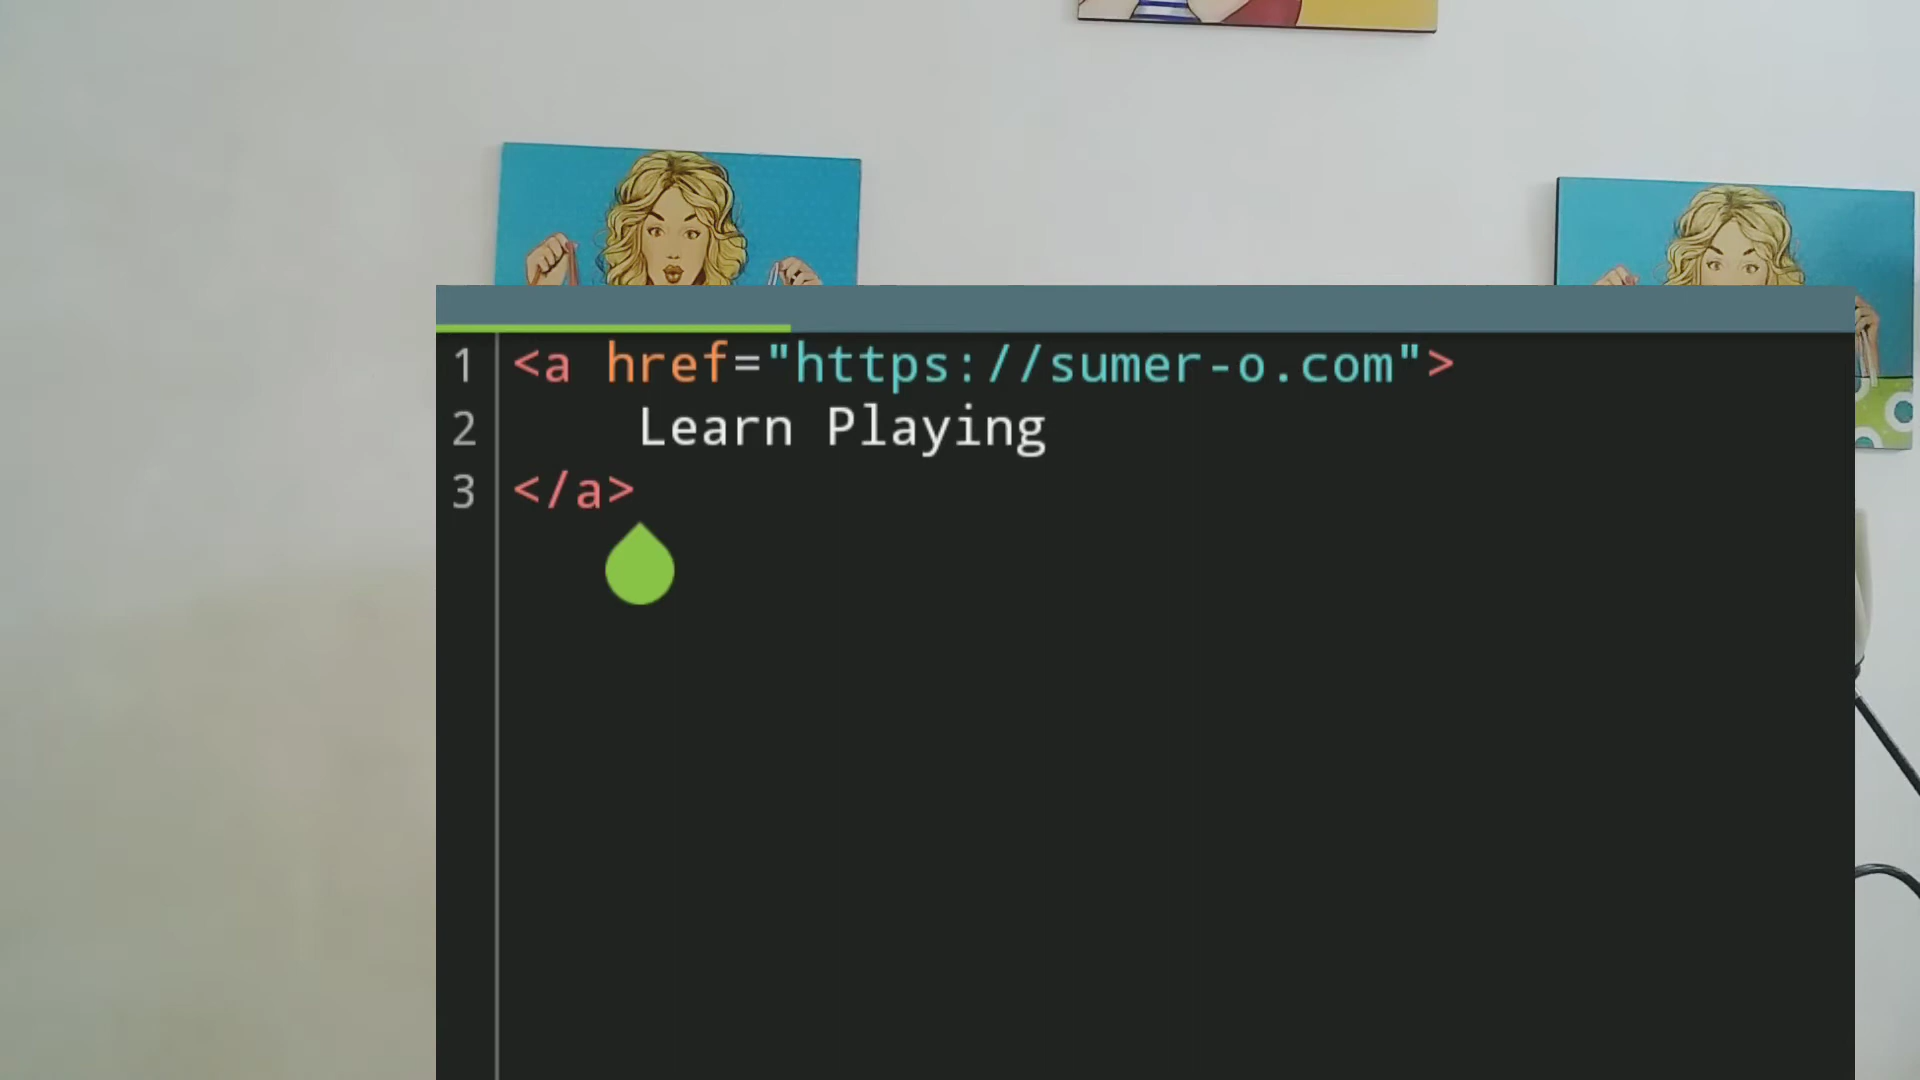 1 <a href="https://sumer-o.com">
2 Learn Playing
3 </a>